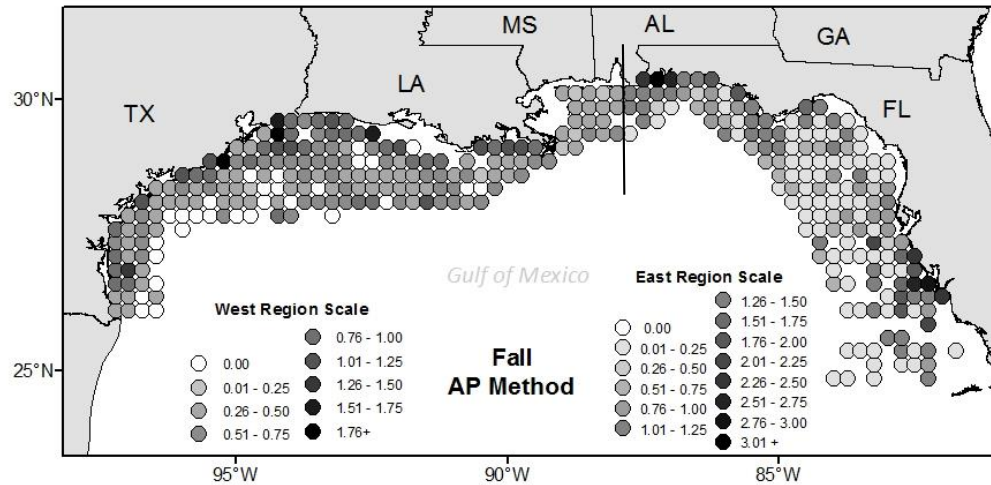 MS
AL
GA
LA
TX
FL
30°N
25°N
Gulf of Mexico
West Region Scale
0.00
0.01 - 0.25
0.26 - 0.50
0.51 - 0.75
0.76 - 1.00
1.01 - 1.25
1.26 - 1.50
1.51 - 1.75
1.76+
Fall
AP Method
East Region Scale
0.00
0.01 - 0.25
0.26 - 0.50
0.51 - 0.75
0.76 - 1.00
1.01 - 1.25
1.26 - 1.50
1.51 - 1.75
1.76 - 2.00
2.01 - 2.25
2.26 - 2.50
2.51 - 2.75
2.76 - 3.00
3.01 +
95°W
90°W
85°W